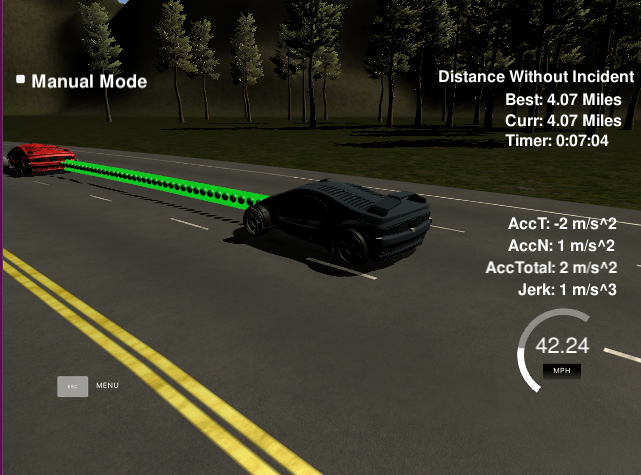 Manual Mode
Distance Without Incident
Best: 4.07 Miles
Curr: 4.07 Miles
Timer: 0:07:04
AccT: -2 m/s^2
AccN: 1 m/s^2
AccTotal: 2 m/s^2
Jerk: 1 m/s^3
42.24
MPH
ESC MENU